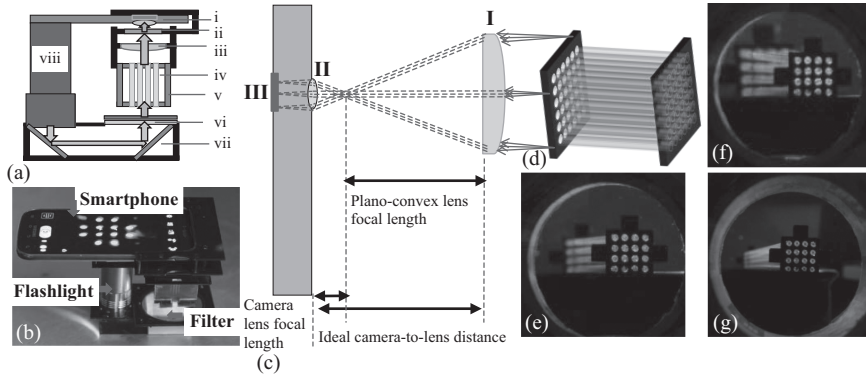 i
ii
iii
iv
v
vi
vii
viii
(a)
Smartphone
Flashlight
Filter
(b)
I
II
III
Plano-convex lens
focal length
Camera
lens focal
length
Ideal camera-to-lens distance
(c)
(d)
(e)
(f)
(g)